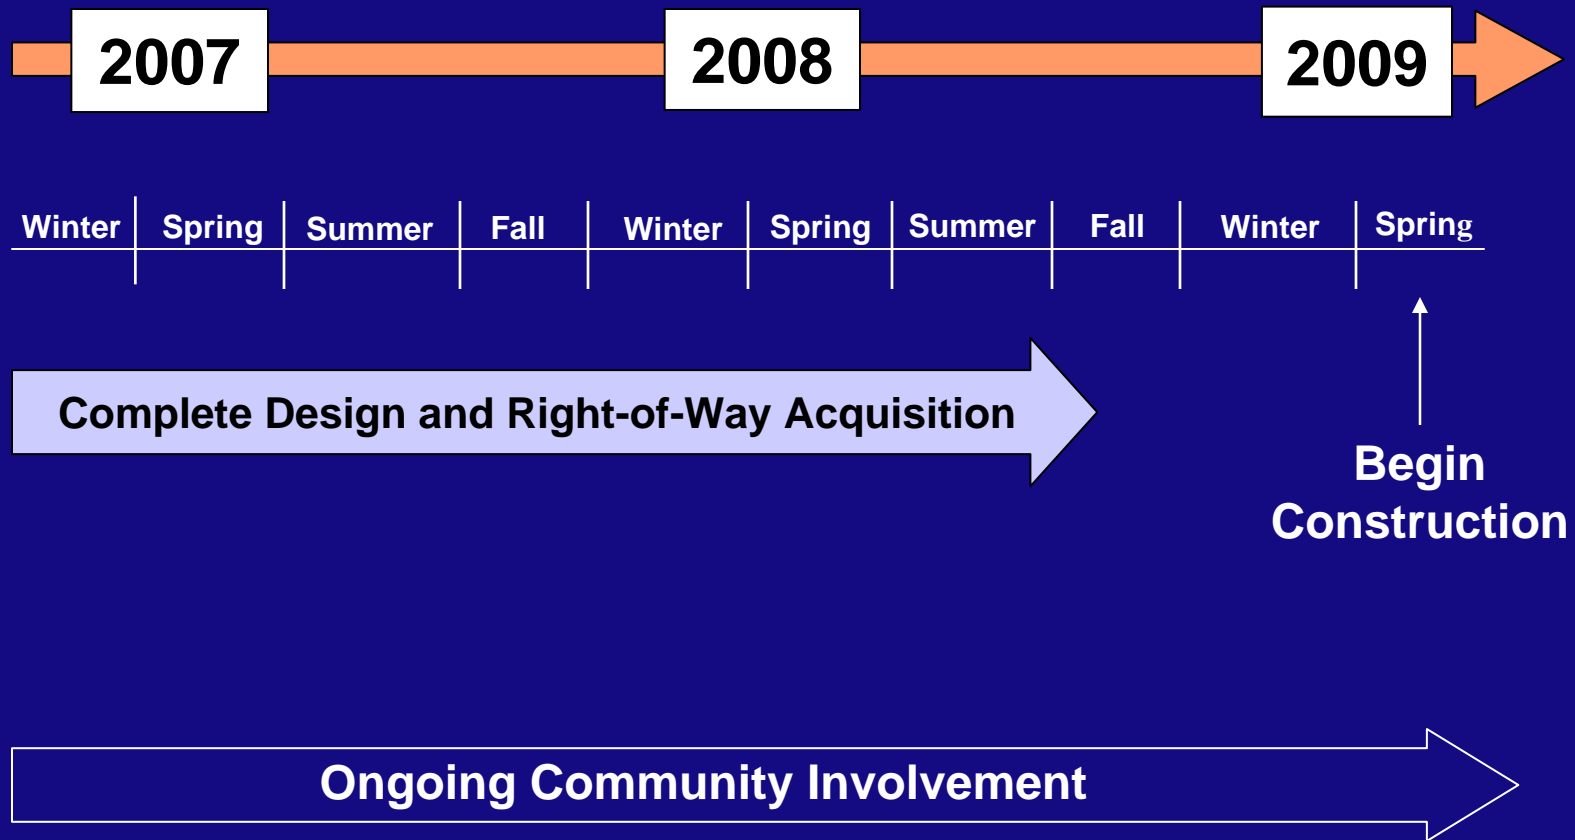 2007 2008 2009
Winter Spring Summer Fall Winter Spring Summer Fall Winter Spring
Complete Design and Right-of-Way Acquisition
Begin
Construction
Ongoing Community Involvement